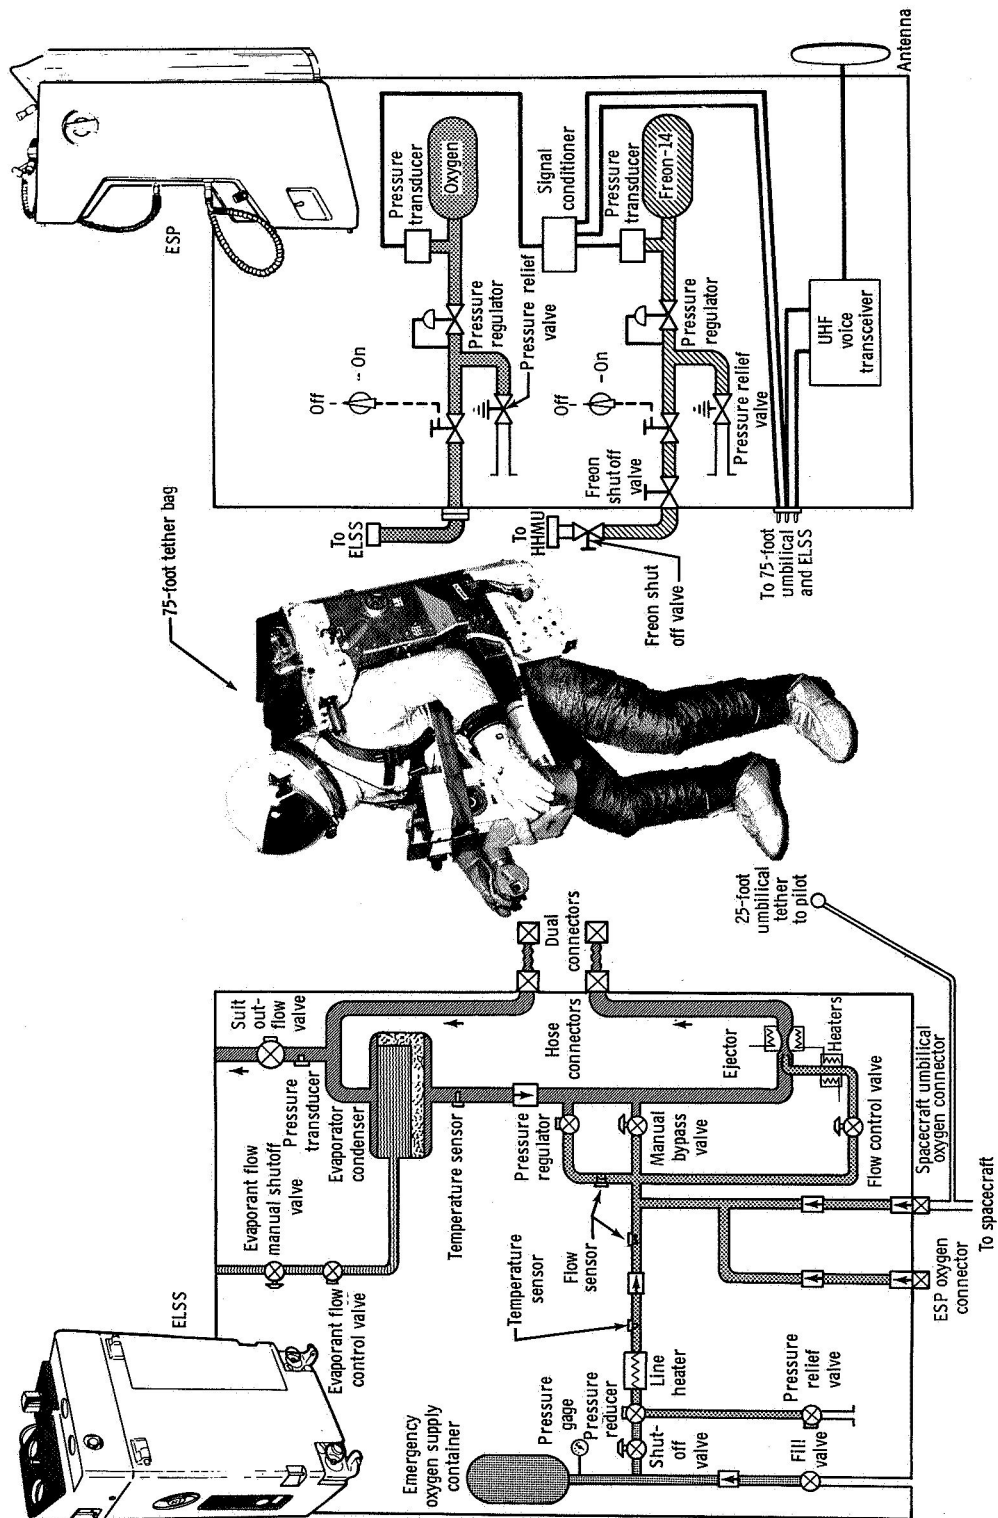 ELSS
Suit
out-
flow
valve
Evaporant flow
manual shutoff
valve
Pressure
transducer
Evaporator
condenser
Evaporant flow
control valve
Temperature sensor
Emergency
oxygen supply
container
Pressure
gage
Pressure
reducer
Temperature
sensor
Flow
sensor
Pressure
regulator
Hose
connectors
Dual
connectors
Line
heater
Shut-
off
valve
Manual
bypass
valve
Ejector
Heaters
Fill
valve
Pressure
relief
valve
Flow control valve
ESP oxygen
connector
Spacecraft umbilical
oxygen connector
To spacecraft
25-foot
umbilical
tether
to pilot
75-foot tether bag
ESP
Off
On
To
ELSS
Pressure
transducer
Oxygen
Pressure
regulator
Pressure relief
valve
Signal
conditioner
To
HHMU
Freon shut
off valve
Freon
shutoff
valve
Off
On
Pressure
transducer
Freon-14
Pressure
regulator
Pressure relief
valve
To 75-foot
umbilical
and ELSS
UHF
voice
transceiver
Antenna